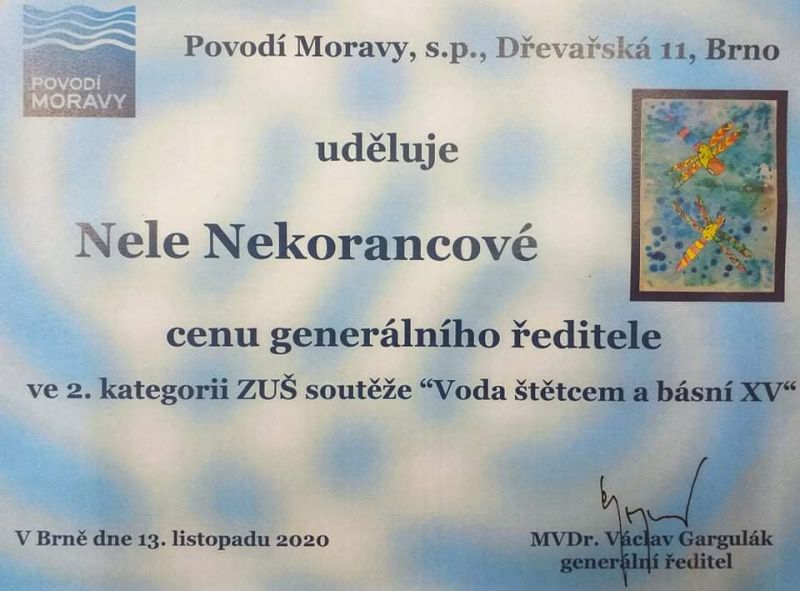 POVODÍ
MORAVY
Povodí Moravy, s.p., Dřevařská 11, Brno
uděluje
Nele Nekorancové
cenu generálního ředitele
ve 2. kategorii ZUŠ soutěže “Voda štětcem a básní XV“
V Brně dne 13. listopadu 2020
MVDr. Václav Gargulák
generální ředitel